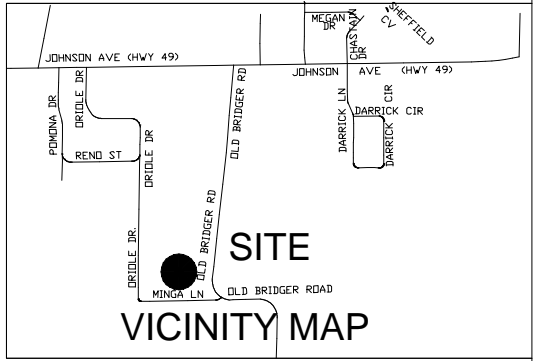 MEGAN
DR
CHASTAIN
DR
SHEFFIELD
CV
JOHNSON AVE (HWY 49)
JOHNSON AVE (HWY 49)
POMONA DR
ORIOLE DR
OLD BRIDGER RD
DARRICK LN
DARRICK CIR
DARRICK CIR
RENO ST
ORIOLE DR
ORIOLE DR.
OLD BRIDGER RD
SITE
MINGA LN
OLD BRIDGER ROAD
VICINITY MAP